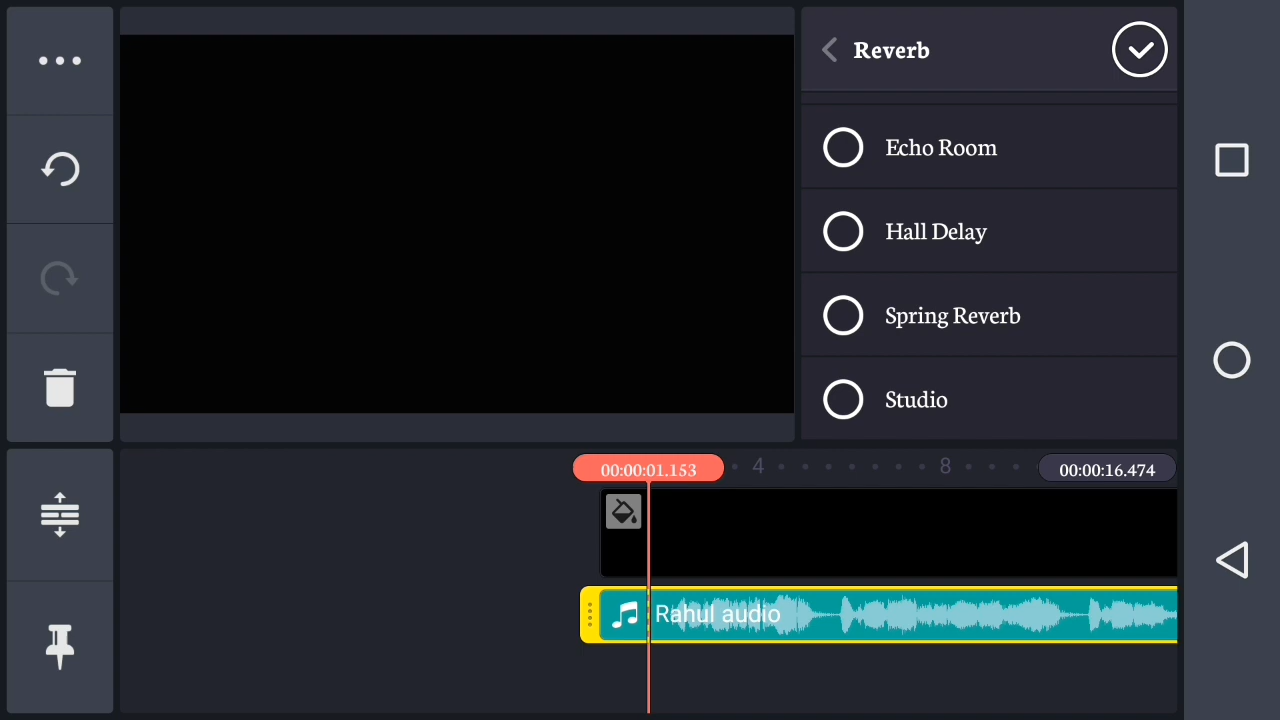 Reverb
Echo Room
Hall Delay
Spring Reverb
Studio
00:00:01.153
4
8
00:00:16.474
Rahul audio